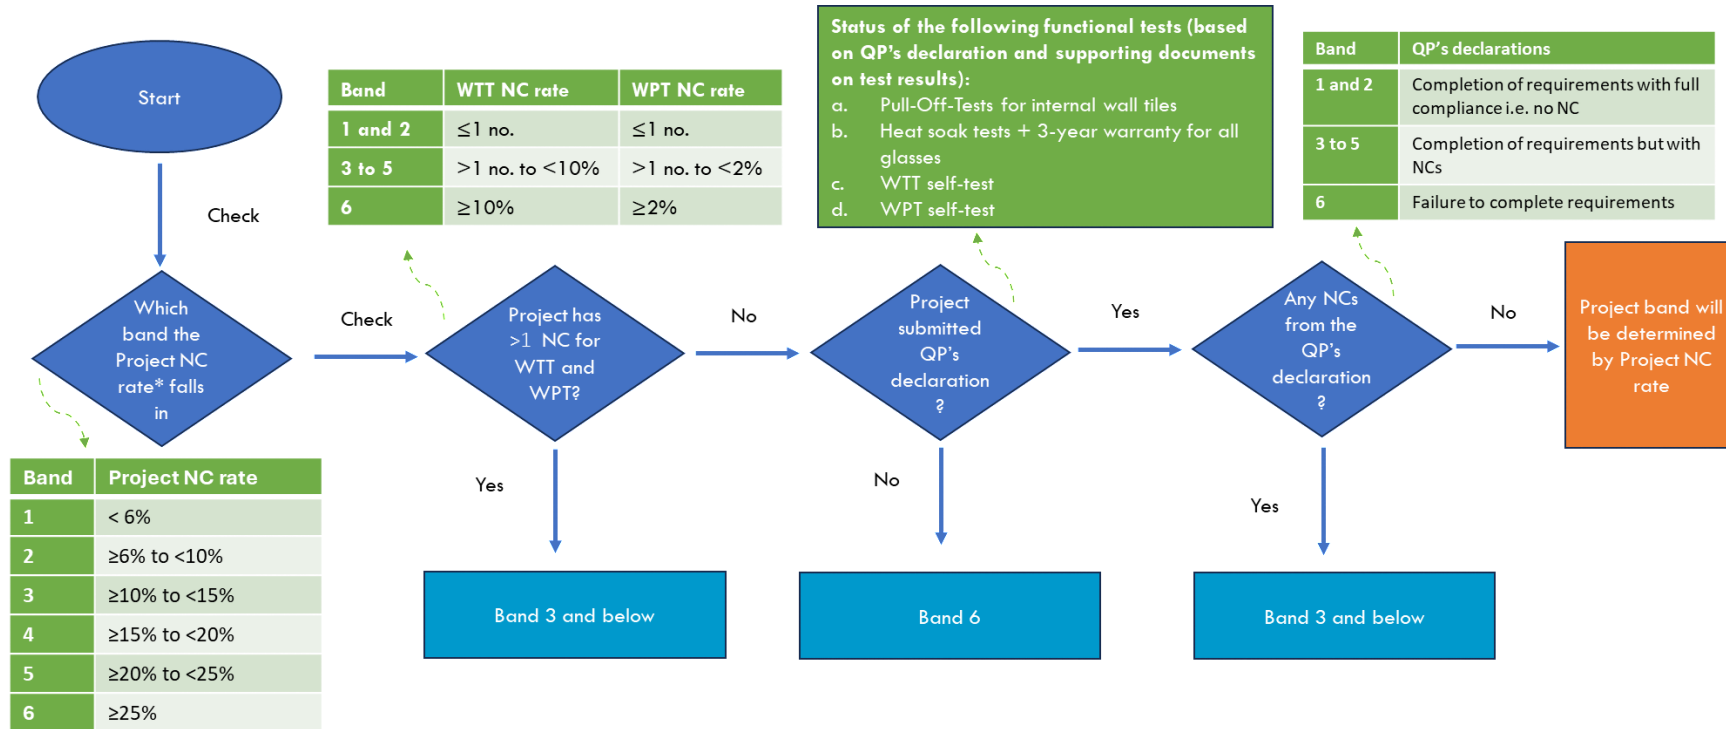 Start
Check
Which
band the
Project NC
rate* falls
in
Band Project NC rate
1 < 6%
2 ≥6% to <10%
3 ≥10% to <15%
4 ≥15% to <20%
5 ≥20% to <25%
6 ≥25%
Check
Band WTT NC rate WPT NC rate
1 and 2 ≤1 no. ≤1 no.
3 to 5 >1 no. to <10% >1 no. to <2%
6 ≥10% ≥2%
Project has
>1 NC for
WTT and
WPT?
Yes
Band 3 and below
No
Status of the following functional tests (based
on QP's declaration and supporting documents
on test results):
a. Pull-Off-Tests for internal wall tiles
b. Heat soak tests + 3-year warranty for all
glasses
c. WTT self-test
d. WPT self-test
Project
submitted
QP's
declaration
?
No
Band 6
Yes
Band QP's declarations
1 and 2 Completion of requirements with full
compliance i.e. no NC
3 to 5 Completion of requirements but with
NCs
6 Failure to complete requirements
Any NCs
from the
QP's
declaration
?
Yes
Band 3 and below
No
Project band will
be determined
by Project NC
rate